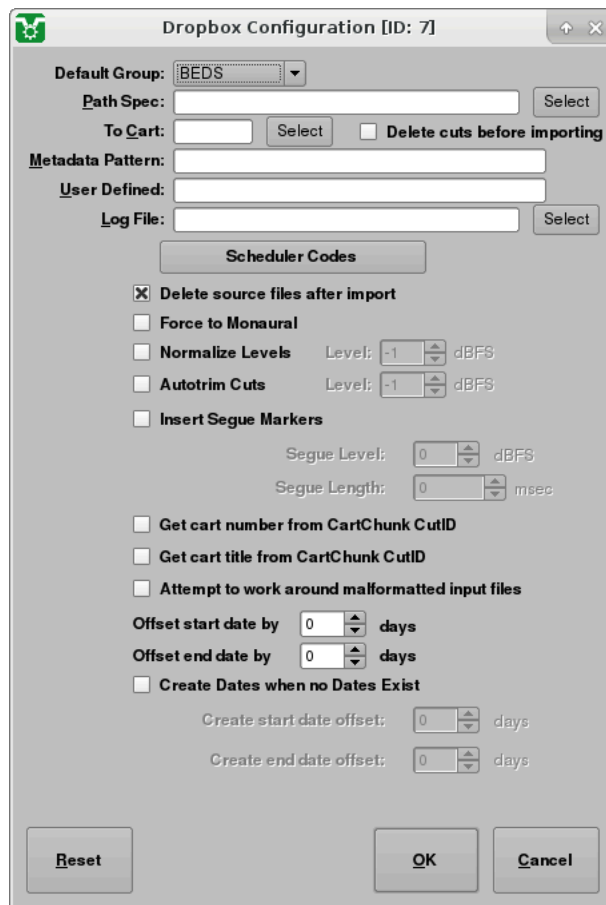 Dropbox Configuration [ID: 7]
Default Group: BEDS
Path Spec: Select
To Cart: Select Delete cuts before importing
Metadata Pattern:
User Defined:
Log File: Select
Scheduler Codes
Delete source files after import
Force to Monaural
Normalize Levels Level: -1 dBFS
Autotrim Cuts Level: -1 dBFS
Insert Segue Markers
Segue Level: 0 dBFS
Segue Length: 0 msec
Get cart number from CartChunk CutID
Get cart title from CartChunk CutID
Attempt to work around malformatted input files
Offset start date by 0 days
Offset end date by 0 days
Create Dates when no Dates Exist
Create start date offset: 0 days
Create end date offset: 0 days
Reset OK Cancel